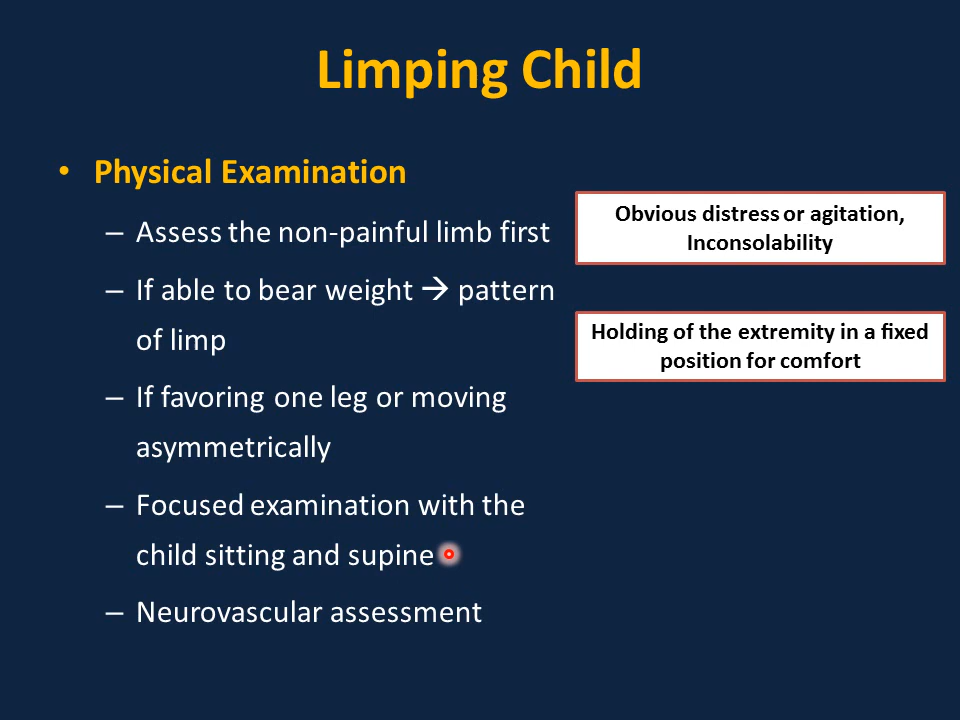 Limping Child
• Physical Examination
– Assess the non-painful limb first
– If able to bear weight → pattern
of limp
– If favoring one leg or moving
asymmetrically
– Focused examination with the
child sitting and supine
– Neurovascular assessment
Obvious distress or agitation,
Inconsolability
Holding of the extremity in a fixed
position for comfort